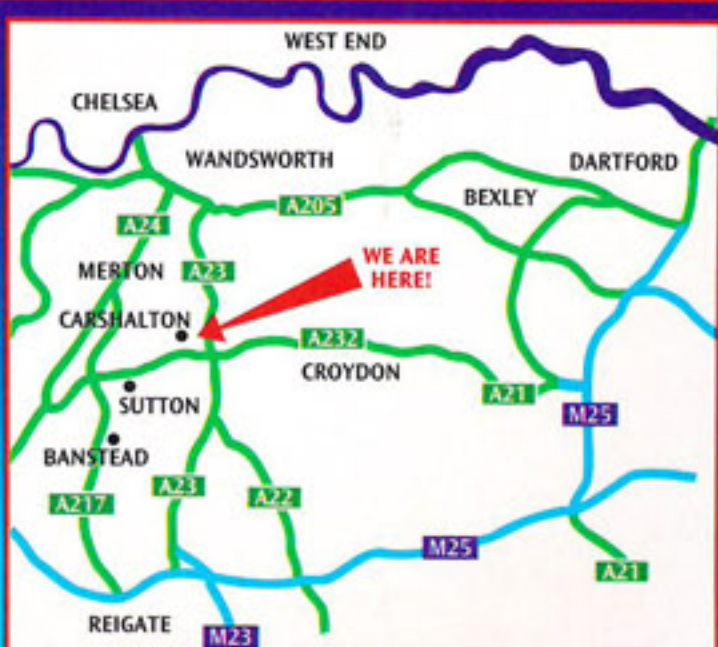 WEST END
CHELSEA
WANDSWORTH
DARTFORD
BEXLEY
A205
A24
MERTON
A23
WE ARE
HERE!
CARSHALTON
A232
CROYDON
A21
SUTTON
M25
BANSTEAD
A217
A23
A22
M25
A21
REIGATE
M23